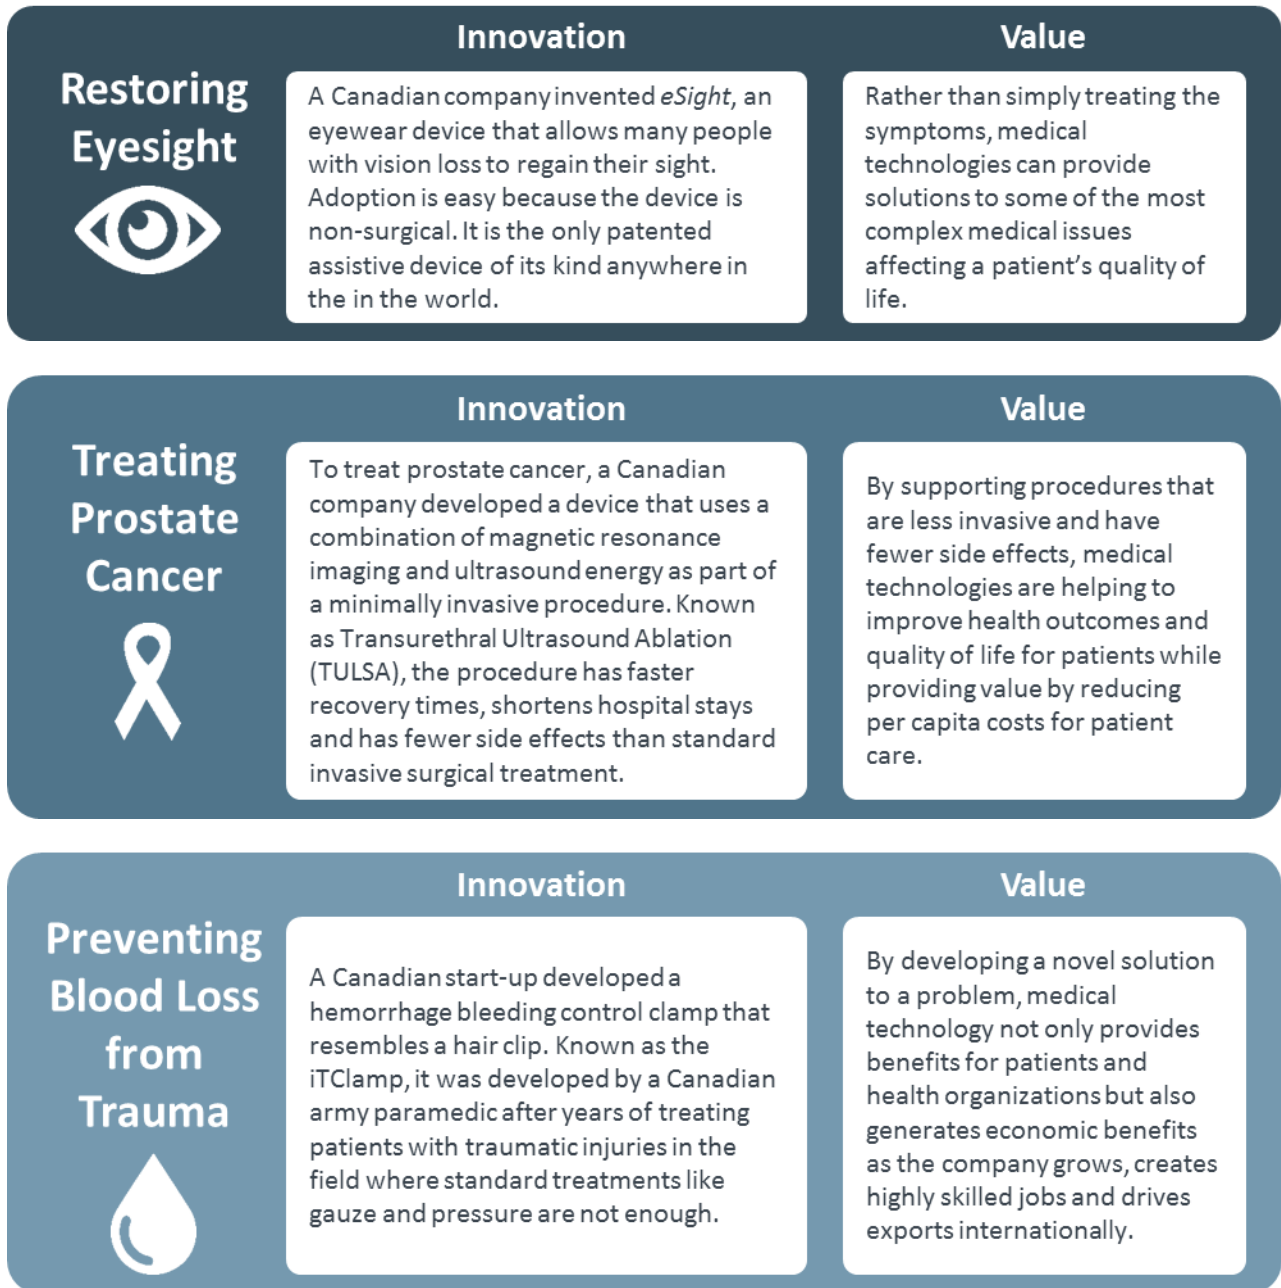 Restoring
Eyesight
Innovation
A Canadian company invented eSight, an
eyewear device that allows many people
with vision loss to regain their sight.
Adoption is easy because the device is
non-surgical. It is the only patented
assistive device of its kind anywhere in
the in the world.
Value
Rather than simply treating the
symptoms, medical
technologies can provide
solutions to some of the most
complex medical issues
affecting a patient’s quality of
life.
Treating
Prostate
Cancer
Innovation
To treat prostate cancer, a Canadian
company developed a device that uses a
combination of magnetic resonance
imaging and ultrasound energy as part of
a minimally invasive procedure. Known
as Transurethral Ultrasound Ablation
(TULSA), the procedure has faster
recovery times, shortens hospital stays
and has fewer side effects than standard
invasive surgical treatment.
Value
By supporting procedures that
are less invasive and have
fewer side effects, medical
technologies are helping to
improve health outcomes and
quality of life for patients while
providing value by reducing
per capita costs for patient
care.
Preventing
Blood Loss
from
Trauma
Innovation
A Canadian start-up developed a
hemorrhage bleeding control clamp that
resembles a hair clip. Known as the
iTClamp, it was developed by a Canadian
army paramedic after years of treating
patients with traumatic injuries in the
field where standard treatments like
gauze and pressure are not enough.
Value
By developing a novel solution
to a problem, medical
technology not only provides
benefits for patients and
health organizations but also
generates economic benefits
as the company grows, creates
highly skilled jobs and drives
exports internationally.